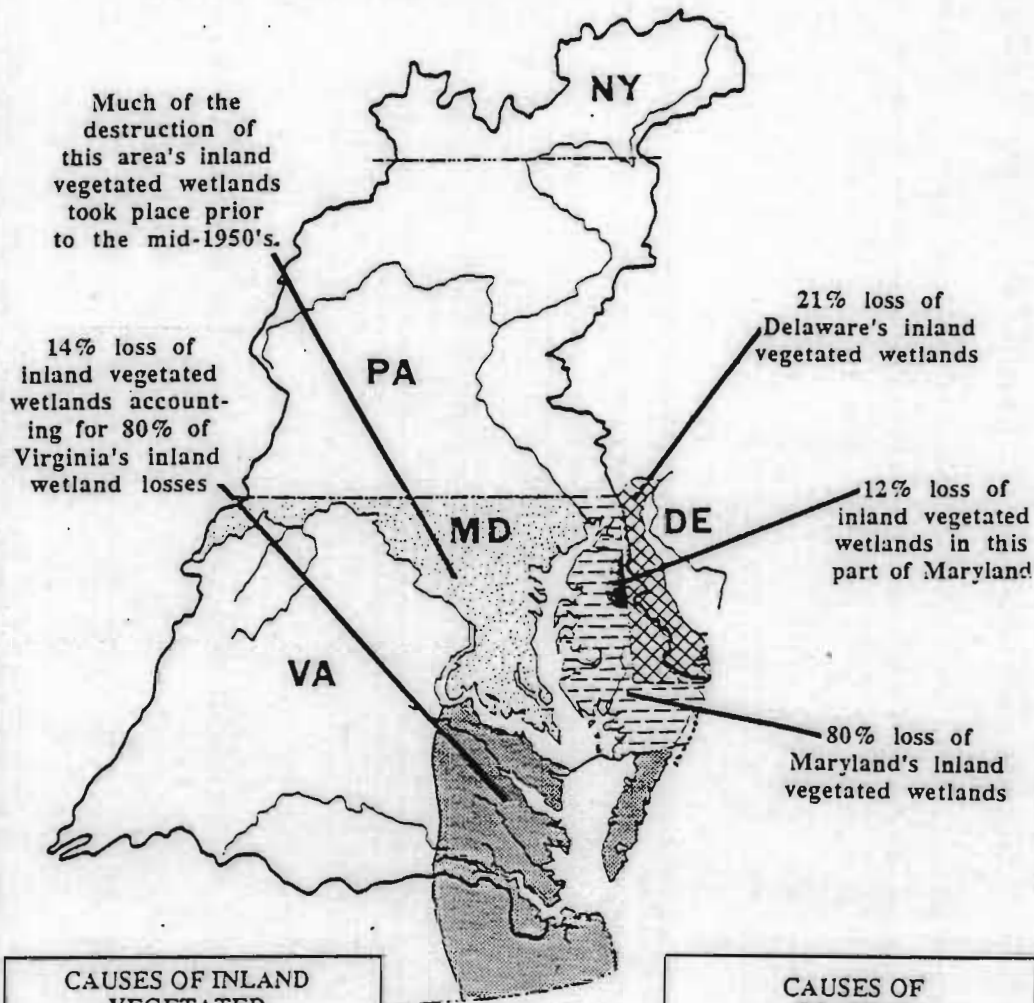 NY
Much of the
destruction of
this area's inland
vegetated wetlands
took place prior
to the mid-1950's.
21% loss of
Delaware's inland
vegetated wetlands
14% loss of
inland vegetated
wetlands account-
ing for 80% of
Virginia's inland
wetland losses
PA
12% loss of
inland vegetated
wetlands in this
part of Maryland
MD
DE
VA
80% loss of
Maryland's inland
vegetated wetlands
CAUSES OF INLAND
VEGETATED
CAUSES OF